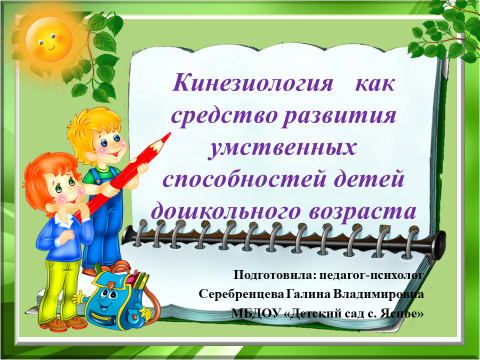 Кинезиология как
средство развития
умственных
способностей детей
дошкольного возраста
Подготовила: педагог-психолог
Серебренцева Галина Владимировна
МБДОУ «Детский сад с. Ясное»